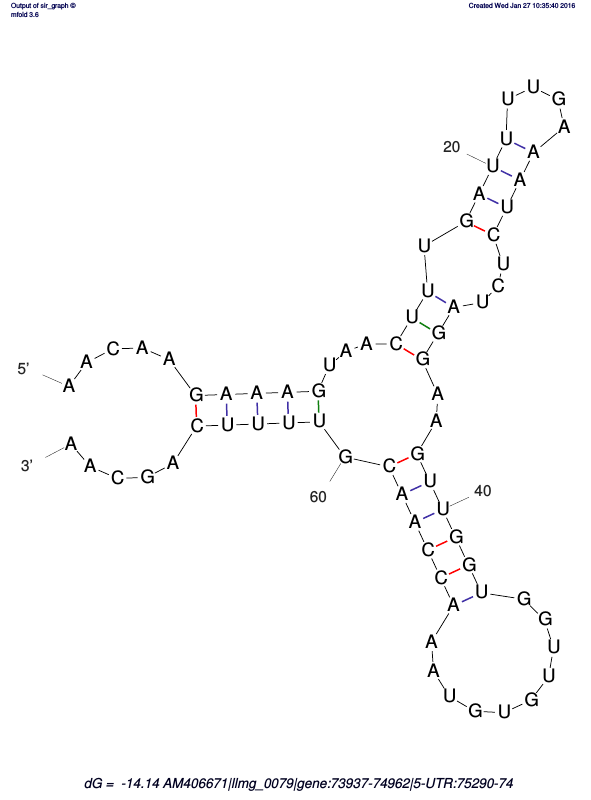 Output of sir_graph ©
mfold 3.6
Created Wed Jan 27 10:35:40 2016
5'
A A C A A G A A A G U A A C U U U G A U
20
U U U G A A A U C U C U A G G A A G U U
40
G G U G G U U G U G U A A A C C A A C G
60
U U U U C A G C A A
3'
dG = -14.14 AM406671|llmg_0079|gene:73937-74962|5-UTR:75290-74